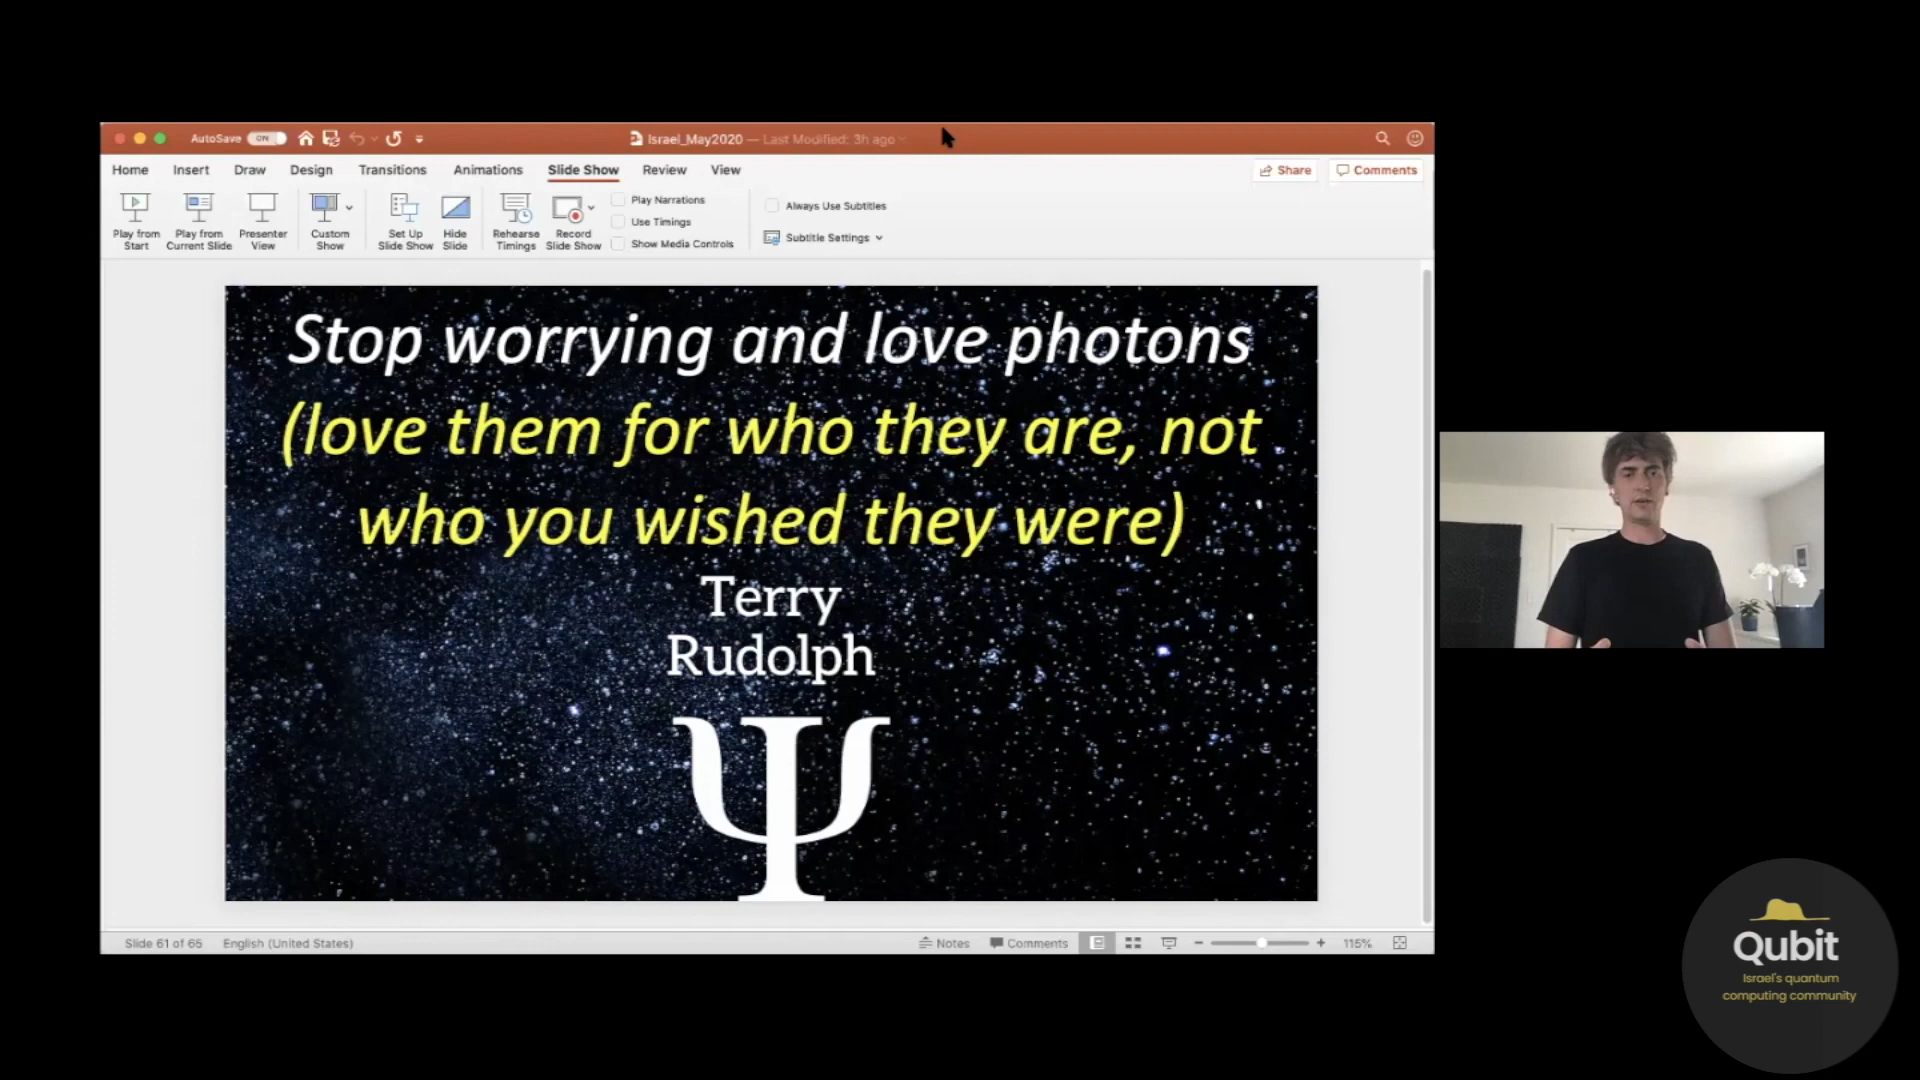 AutoSave ON
Israel_May2020 — Last Modified: 3h ago
Home Insert Draw Design Transitions Animations Slide Show Review View
Share Comments
Play from Start
Play from Current Slide
Presenter View
Custom Show
Set Up Slide Show
Hide Slide
Rehearse Timings
Record Slide Show
Play Narrations
Use Timings
Show Media Controls
Always Use Subtitles
Subtitle Settings
Stop worrying and love photons
(love them for who they are, not
who you wished they were)
Terry
Rudolph
Ψ
Slide 61 of 65 English (United States)
Notes Comments 115%
Qubit
Israel's quantum
computing community